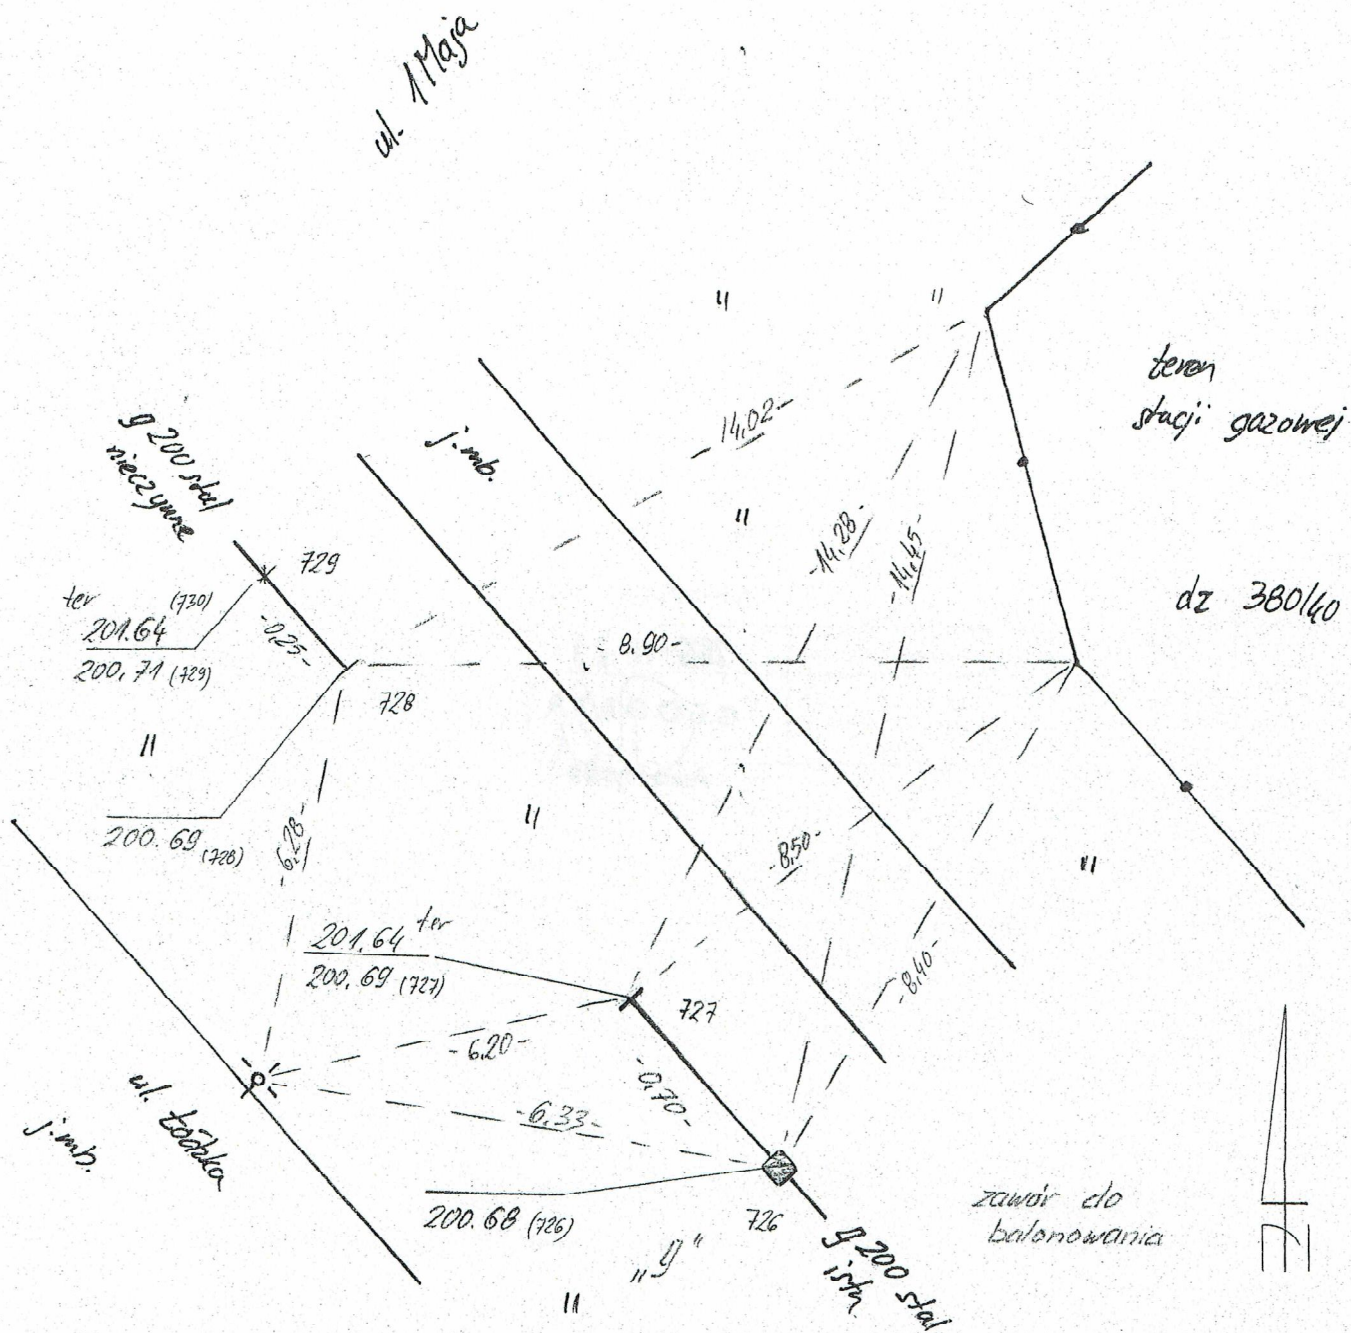 ul. 1 Maja
"
"
teren
stacji gazowej
g 200 stal
nieczynne
j.mb.
-14,02-
"
-14.28-
-14.45-
729
ter (730)
201.64
200.71 (729)
-0,25-
8.90-
dz 380/40
728
"
200.69 (728)
-6,28-
"
-8,50-
"
201.64 ter
200.69 (727)
727
-8,40-
-6,20-
-0,70-
-6,33-
ul. Łódzka
j.mb.
200.68 (726)
726
zawór do
balonowania
"g"
g 200 stal
istn
"